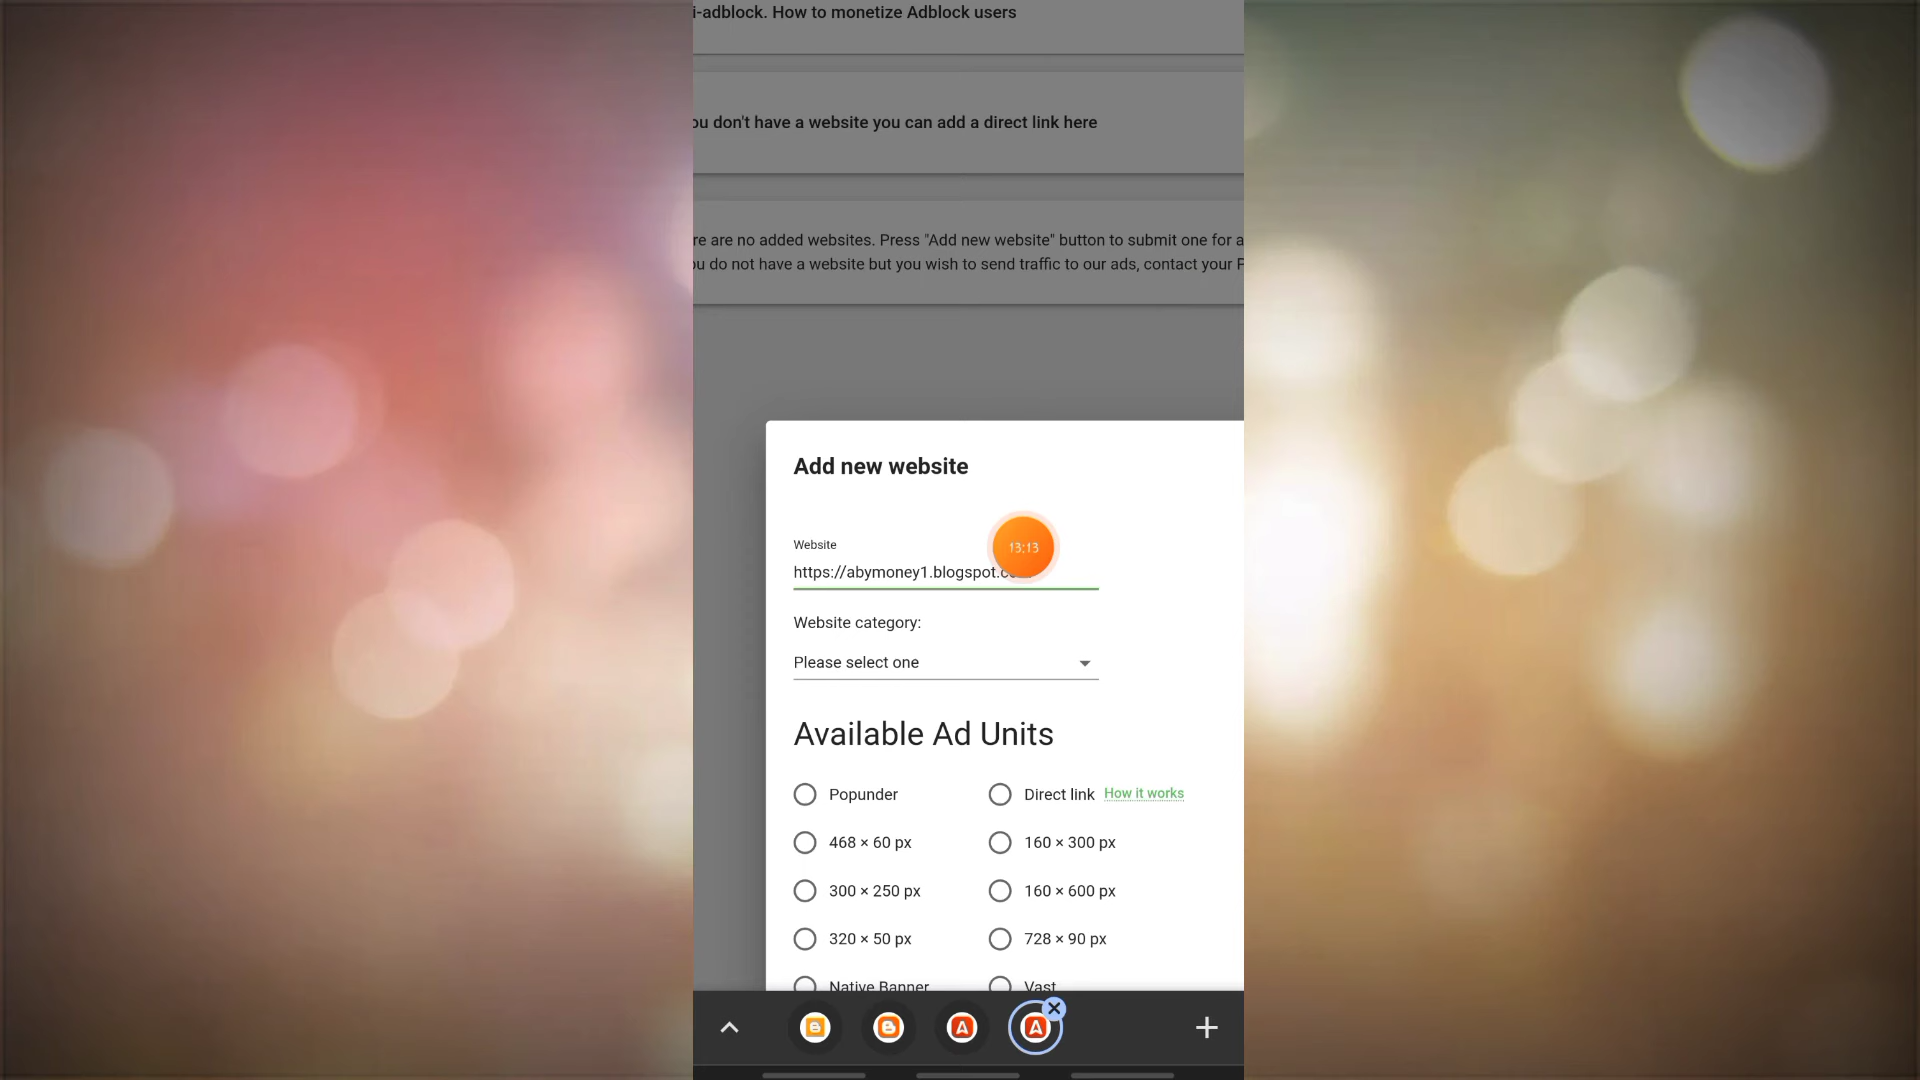 i-adblock. How to monetize Adblock users
ou don't have a website you can add a direct link here
re are no added websites. Press "Add new website" button to submit one for a
ou do not have a website but you wish to send traffic to our ads, contact your P
Add new website
Website
13:13
https://abymoney1.blogspot.c
Website category:
Please select one
Available Ad Units
Popunder
Direct link How it works
468 × 60 px
160 × 300 px
300 × 250 px
160 × 600 px
320 × 50 px
728 × 90 px
Native Banner
Vast